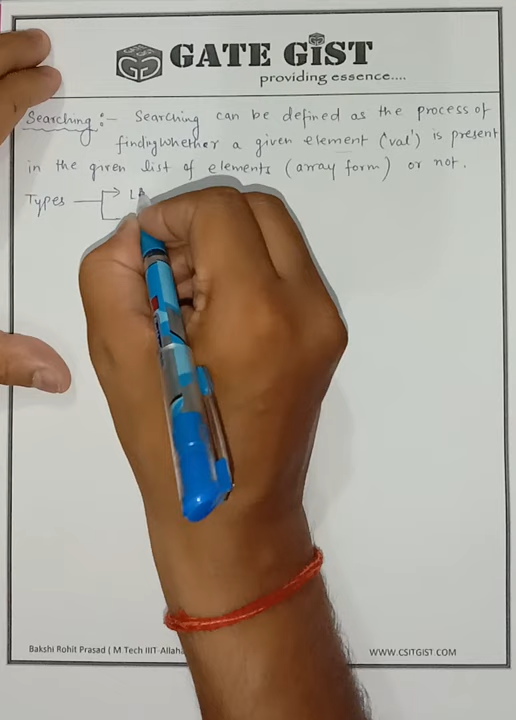 GATE GIST
providing essence....
Searching :- Searching can be defined as the process of
finding whether a given element ('val') is present
in the given list of elements (array form) or not.
Types
Bakshi Rohit Prasad ( M Tech IIIT-Allaha
WWW.CSITGIST.COM